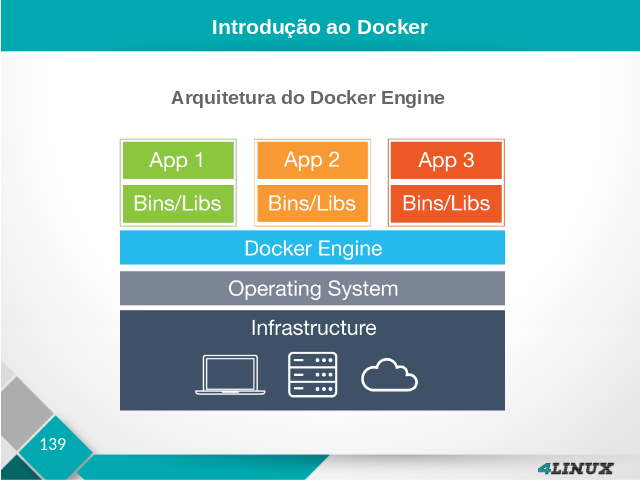 Introdução ao Docker
Arquitetura do Docker Engine
App 1
App 2
App 3
Bins/Libs
Bins/Libs
Bins/Libs
Docker Engine
Operating System
Infrastructure
139
4LINUX